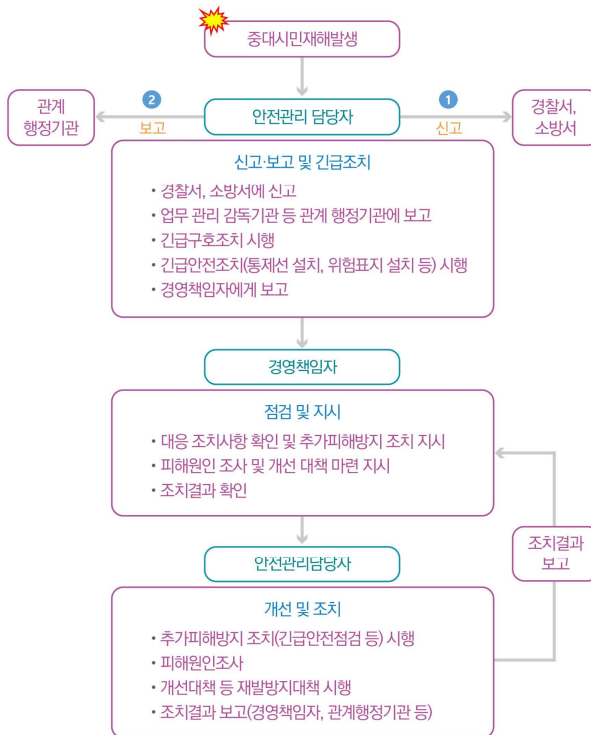 중대시민재해발생
관계
행정기관
2
보고
안전관리 담당자
1
신고
경찰서,
소방서
신고·보고 및 긴급조치
• 경찰서, 소방서에 신고
• 업무 관리 감독기관 등 관계 행정기관에 보고
• 긴급구호조치 시행
• 긴급안전조치(통제선 설치, 위험표지 설치 등) 시행
• 경영책임자에게 보고
경영책임자
점검 및 지시
• 대응 조치사항 확인 및 추가피해방지 조치 지시
• 피해원인 조사 및 개선 대책 마련 지시
• 조치결과 확인
조치결과
보고
안전관리담당자
개선 및 조치
• 추가피해방지 조치(긴급안전점검 등) 시행
• 피해원인조사
• 개선대책 등 재발방지대책 시행
• 조치결과 보고(경영책임자, 관계행정기관 등)